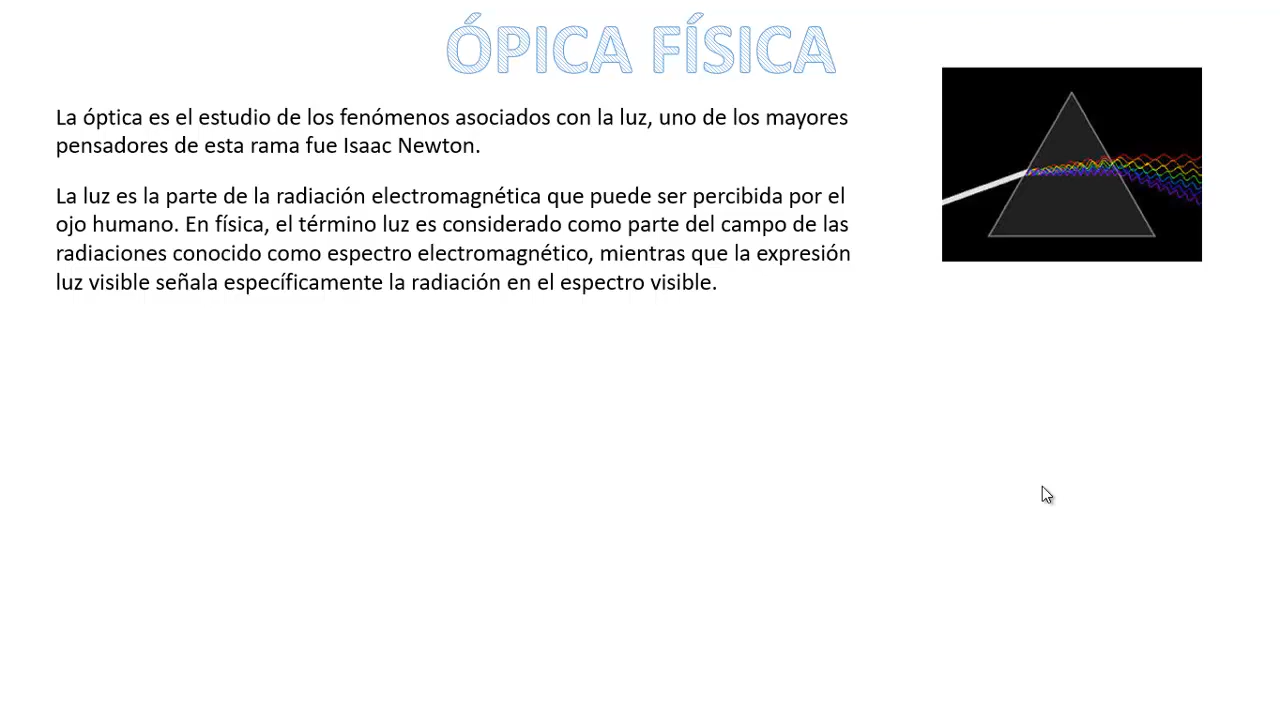 ÓPICA FÍSICA
La óptica es el estudio de los fenómenos asociados con la luz, uno de los mayores
pensadores de esta rama fue Isaac Newton.
La luz es la parte de la radiación electromagnética que puede ser percibida por el
ojo humano. En física, el término luz es considerado como parte del campo de las
radiaciones conocido como espectro electromagnético, mientras que la expresión
luz visible señala específicamente la radiación en el espectro visible.